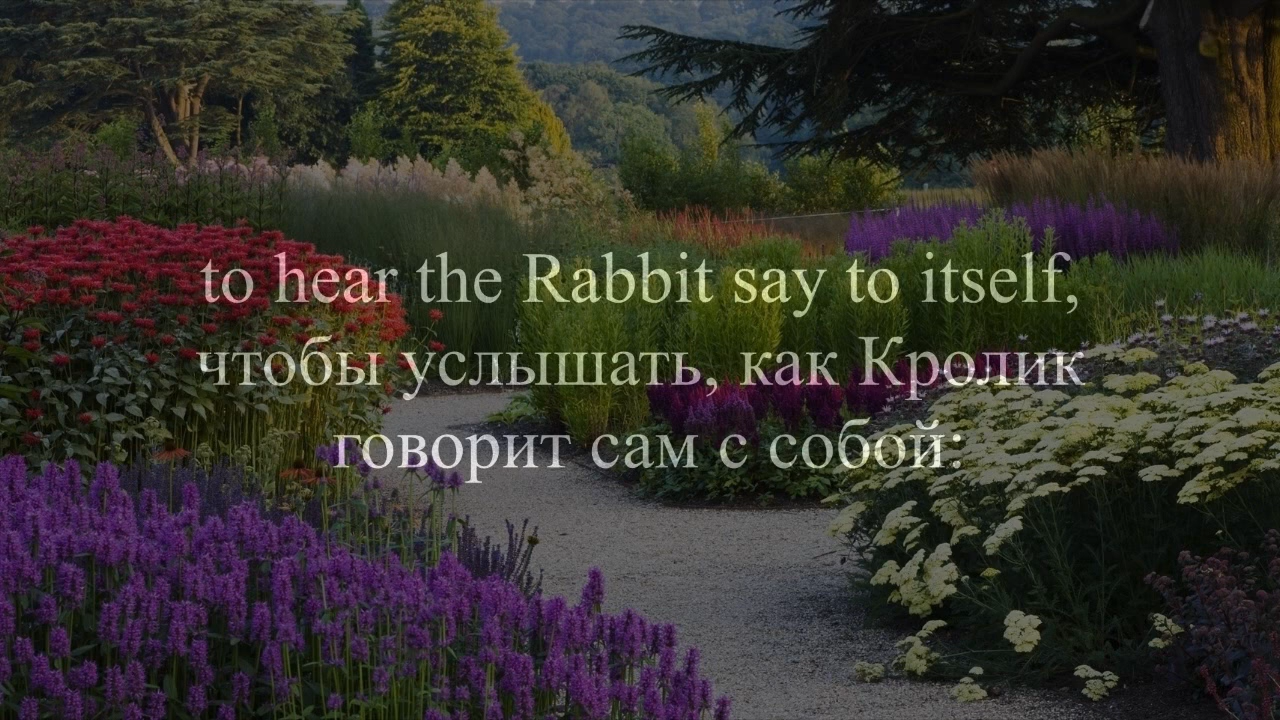 to hear the Rabbit say to itself,
чтобы услышать, как Кролик
говорит сам с собой: